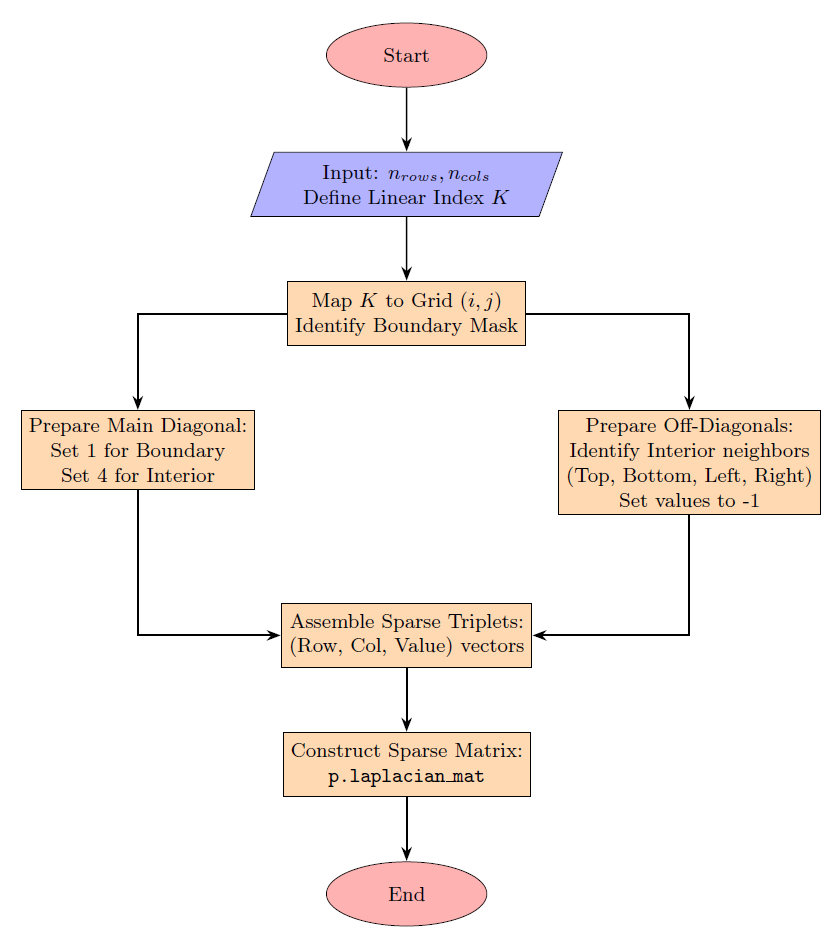 Start
Input: n_{rows}, n_{cols}
Define Linear Index K
Map K to Grid (i, j)
Identify Boundary Mask
Prepare Main Diagonal:
Set 1 for Boundary
Set 4 for Interior
Prepare Off-Diagonals:
Identify Interior neighbors
(Top, Bottom, Left, Right)
Set values to -1
Assemble Sparse Triplets:
(Row, Col, Value) vectors
Construct Sparse Matrix:
p.laplacian_mat
End